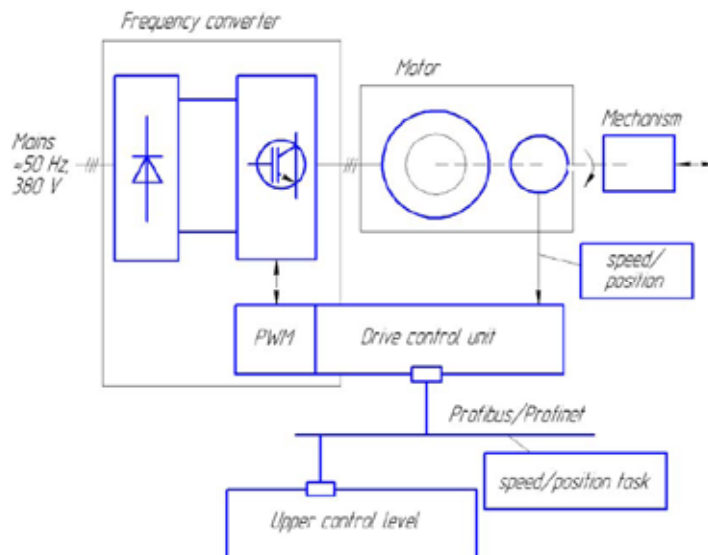 Frequency converter
Motor
Mechanism
Mains
≈50 Hz,
380 V
speed/
position
PWM
Drive control unit
Profibus/Profinet
speed/position task
Upper control level